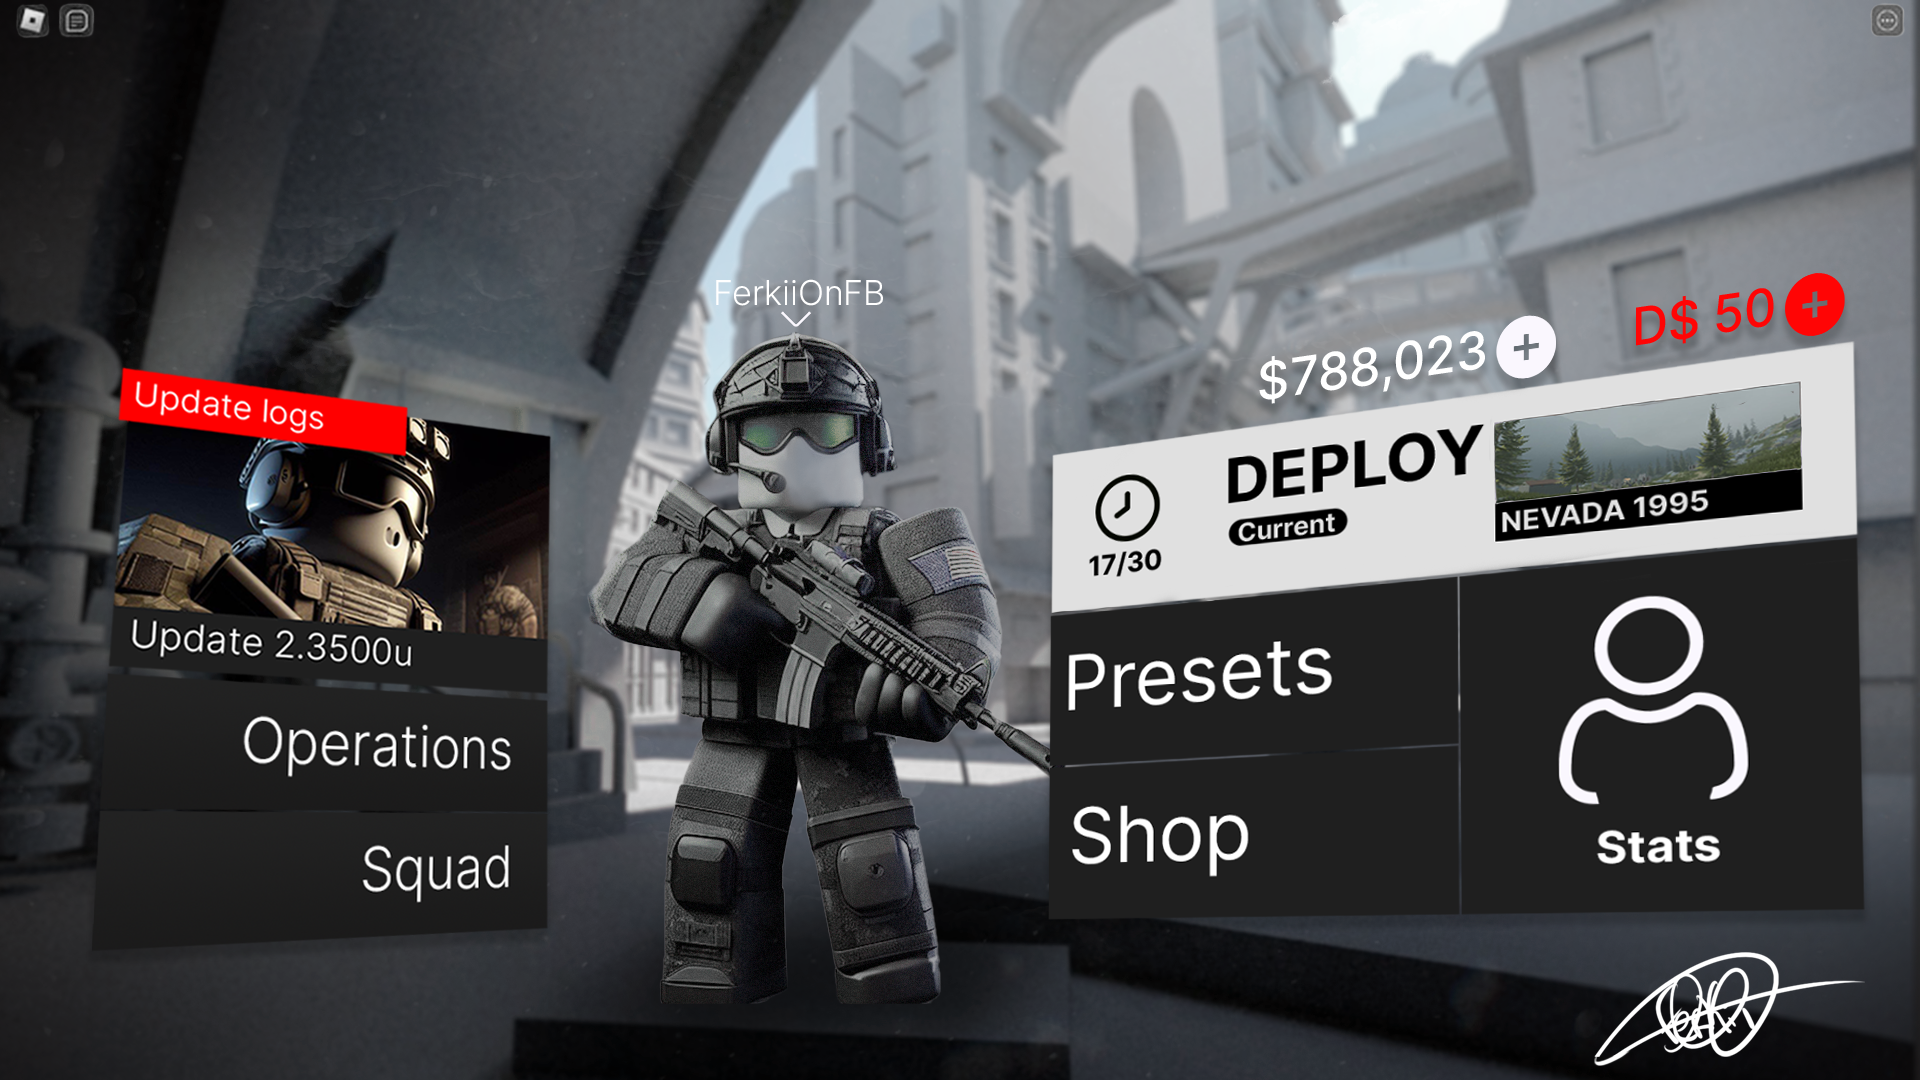 FerkiiOnFB
Update logs
Update 2.3500u
Operations
Squad
$788,023 +
D$ 50 +
17/30
DEPLOY
Current
NEVADA 1995
Presets
Shop
Stats